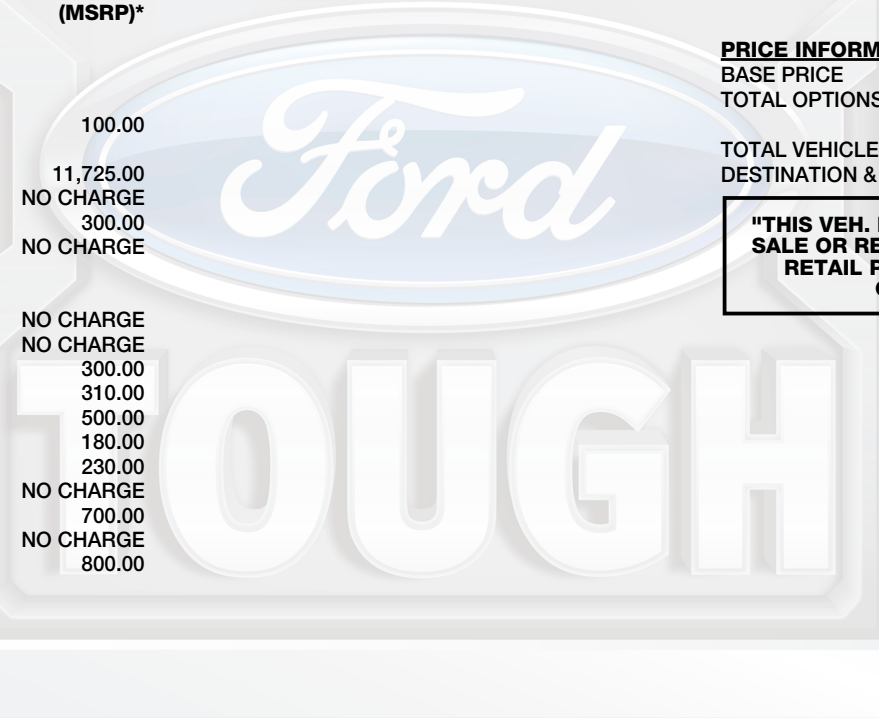 (MSRP)*
100.00
11,725.00
NO CHARGE
300.00
NO CHARGE
NO CHARGE
NO CHARGE
300.00
310.00
500.00
180.00
230.00
NO CHARGE
700.00
NO CHARGE
800.00
PRICE INFORM
BASE PRICE
TOTAL OPTIONS
TOTAL VEHICLE
DESTINATION &
"THIS VEH.
SALE OR RE
RETAIL P
Ford
TOUGH